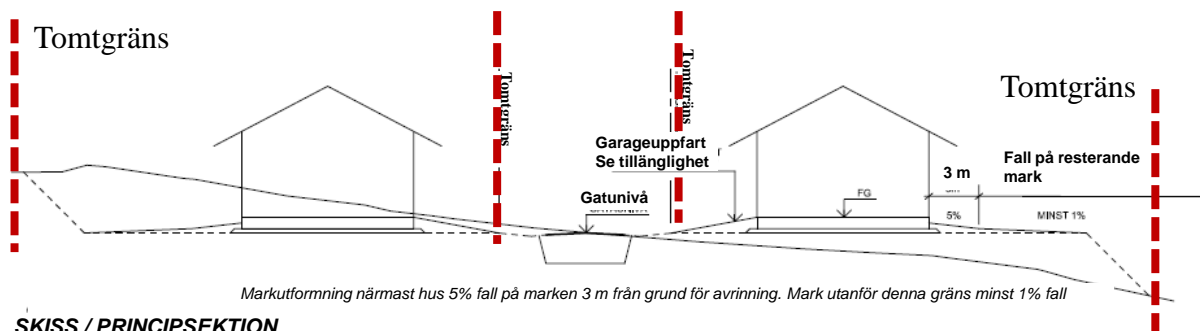 Tomtgräns
Tomtgräns
Tomtgräns
Tomtgräns
Garageuppfart
Se tillänglighet
Gatunivå
FG
3 m
5%
Fall på resterande
mark
MINST 1%
Markutformning närmast hus 5% fall på marken 3 m från grund för avrinning. Mark utanför denna gräns minst 1% fall
SKISS / PRINCIPSEKTION